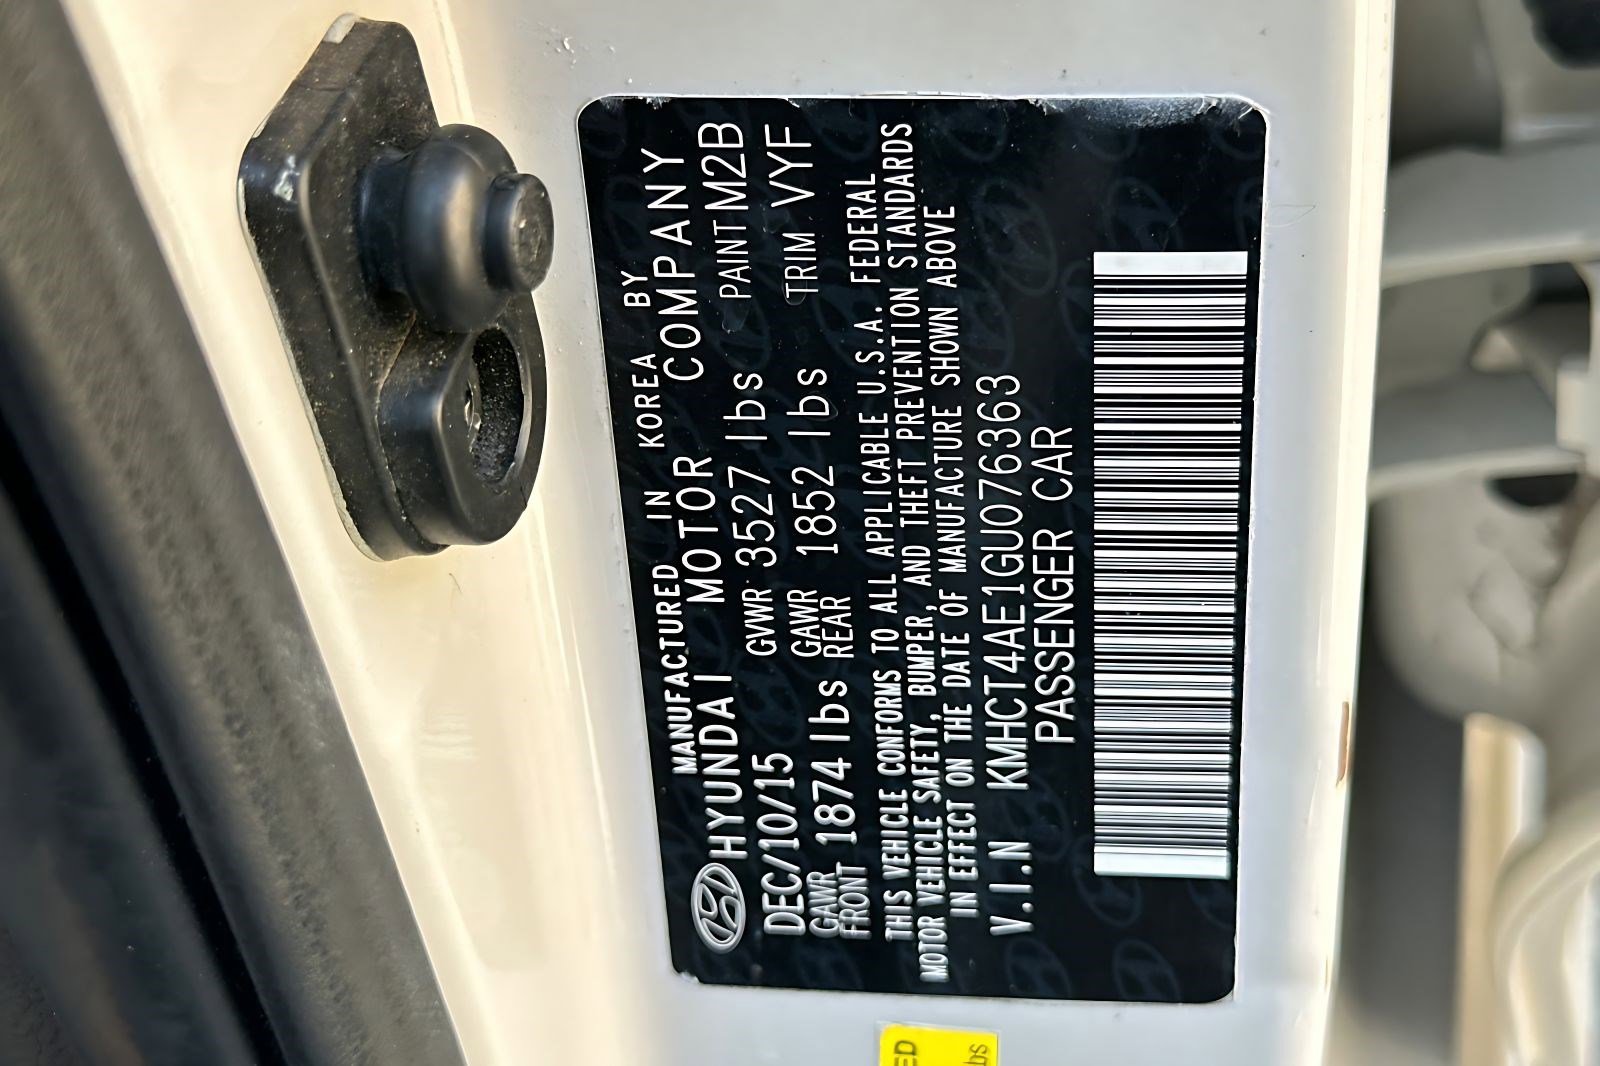 MANUFACTURED IN KOREA BY
HYUNDAI MOTOR COMPANY
DEC/10/15 GVWR 3527 lbs PAINT M2B
GAWR FRONT 1874 lbs GAWR REAR 1852 lbs TRIM VYF
THIS VEHICLE CONFORMS TO ALL APPLICABLE U.S.A. FEDERAL
MOTOR VEHICLE SAFETY, BUMPER, AND THEFT PREVENTION STANDARDS
IN EFFECT ON THE DATE OF MANUFACTURE SHOWN ABOVE
V.I.N KMHCT4AE1GU076363
PASSENGER CAR